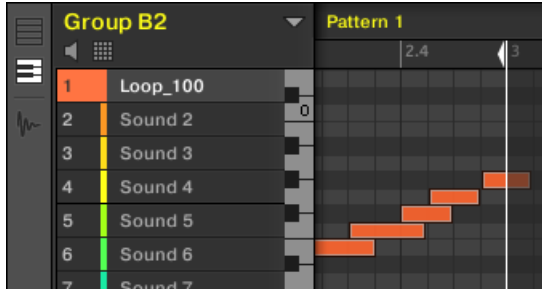 Group B2
Pattern 1
2.4
3
1 Loop_100
0
2 Sound 2
3 Sound 3
4 Sound 4
5 Sound 5
6 Sound 6
7 Sound 7